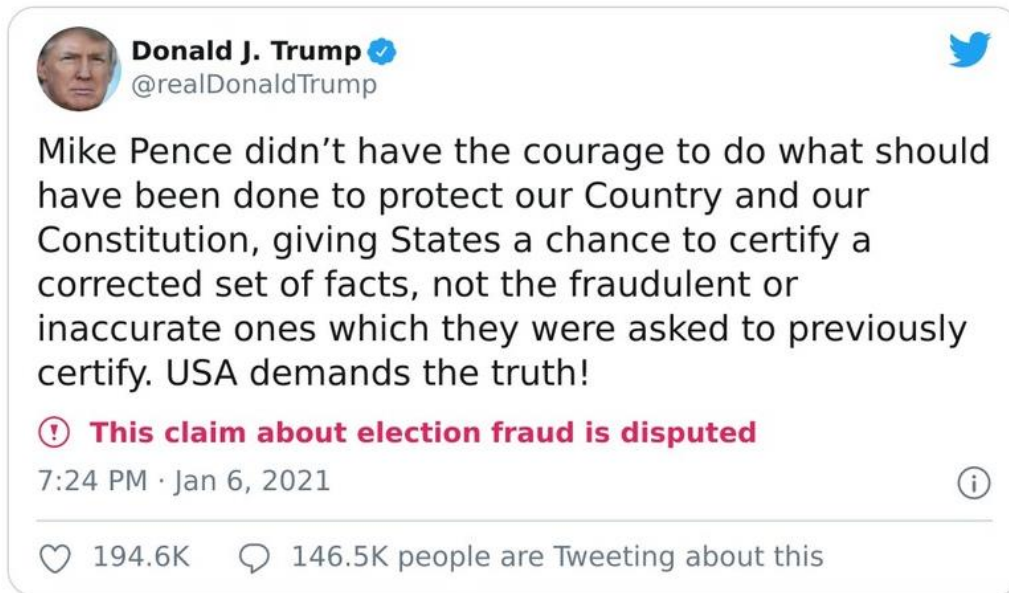 Donald J. Trump
@realDonaldTrump
Mike Pence didn’t have the courage to do what should
have been done to protect our Country and our
Constitution, giving States a chance to certify a
corrected set of facts, not the fraudulent or
inaccurate ones which they were asked to previously
certify. USA demands the truth!
This claim about election fraud is disputed
7:24 PM · Jan 6, 2021
194.6K 146.5K people are Tweeting about this